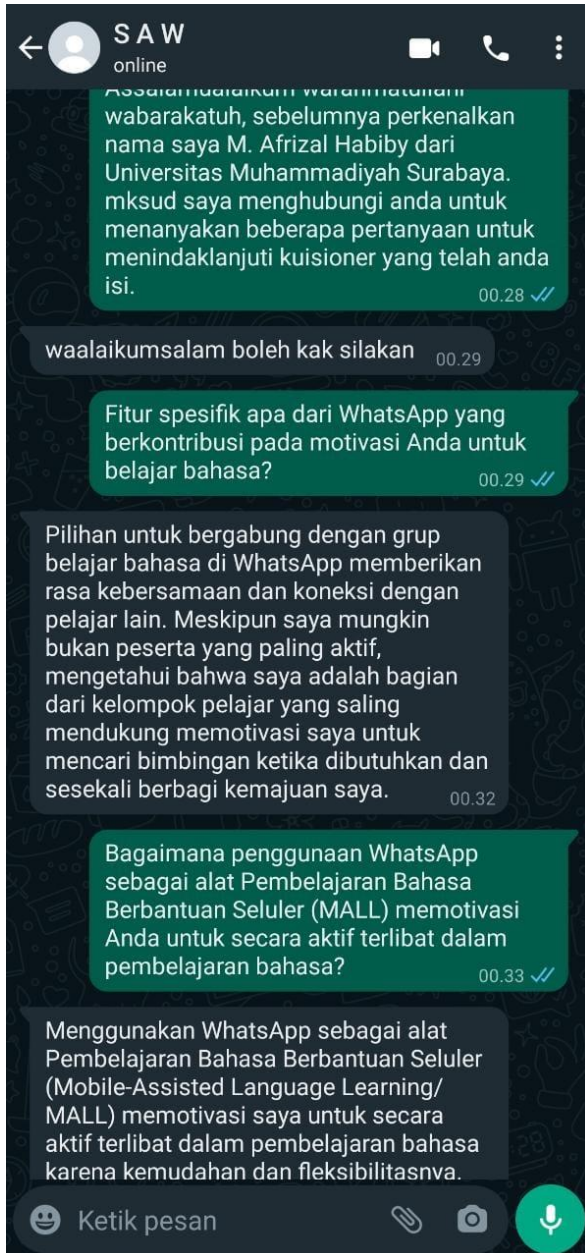 S A W
online
Assalamualaikum warahmatullahi
wabarakatuh, sebelumnya perkenalkan
nama saya M. Afrizal Habiby dari
Universitas Muhammadiyah Surabaya.
mksud saya menghubungi anda untuk
menanyakan beberapa pertanyaan untuk
menindaklanjuti kuisioner yang telah anda
isi.
00.28
waalaikumsalam boleh kak silakan
00.29
Fitur spesifik apa dari WhatsApp yang
berkontribusi pada motivasi Anda untuk
belajar bahasa?
00.29
Pilihan untuk bergabung dengan grup
belajar bahasa di WhatsApp memberikan
rasa kebersamaan dan koneksi dengan
pelajar lain. Meskipun saya mungkin
bukan peserta yang paling aktif,
mengetahui bahwa saya adalah bagian
dari kelompok pelajar yang saling
mendukung memotivasi saya untuk
mencari bimbingan ketika dibutuhkan dan
sesekali berbagi kemajuan saya.
00.32
Bagaimana penggunaan WhatsApp
sebagai alat Pembelajaran Bahasa
Berbantuan Seluler (MALL) memotivasi
Anda untuk secara aktif terlibat dalam
pembelajaran bahasa?
00.33
Menggunakan WhatsApp sebagai alat
Pembelajaran Bahasa Berbantuan Seluler
(Mobile-Assisted Language Learning/
MALL) memotivasi saya untuk secara
aktif terlibat dalam pembelajaran bahasa
karena kemudahan dan fleksibilitasnya.
Ketik pesan